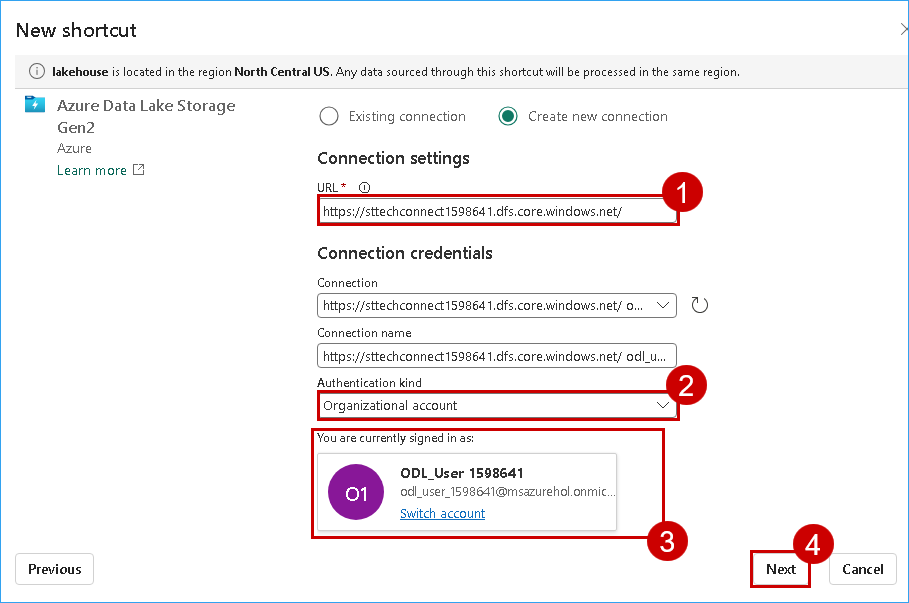 New shortcut
lakehouse is located in the region North Central US. Any data sourced through this shortcut will be processed in the same region.
Azure Data Lake Storage
Gen2
Azure
Learn more
Existing connection
Create new connection
Connection settings
URL *
https://sttechconnect1598641.dfs.core.windows.net/
1
Connection credentials
Connection
https://sttechconnect1598641.dfs.core.windows.net/ o...
Connection name
https://sttechconnect1598641.dfs.core.windows.net/ odl_u...
Authentication kind
2
Organizational account
You are currently signed in as:
O1
ODL_User 1598641
odl_user_1598641@msazurehol.onmic...
Switch account
3
4
Previous
Next
Cancel